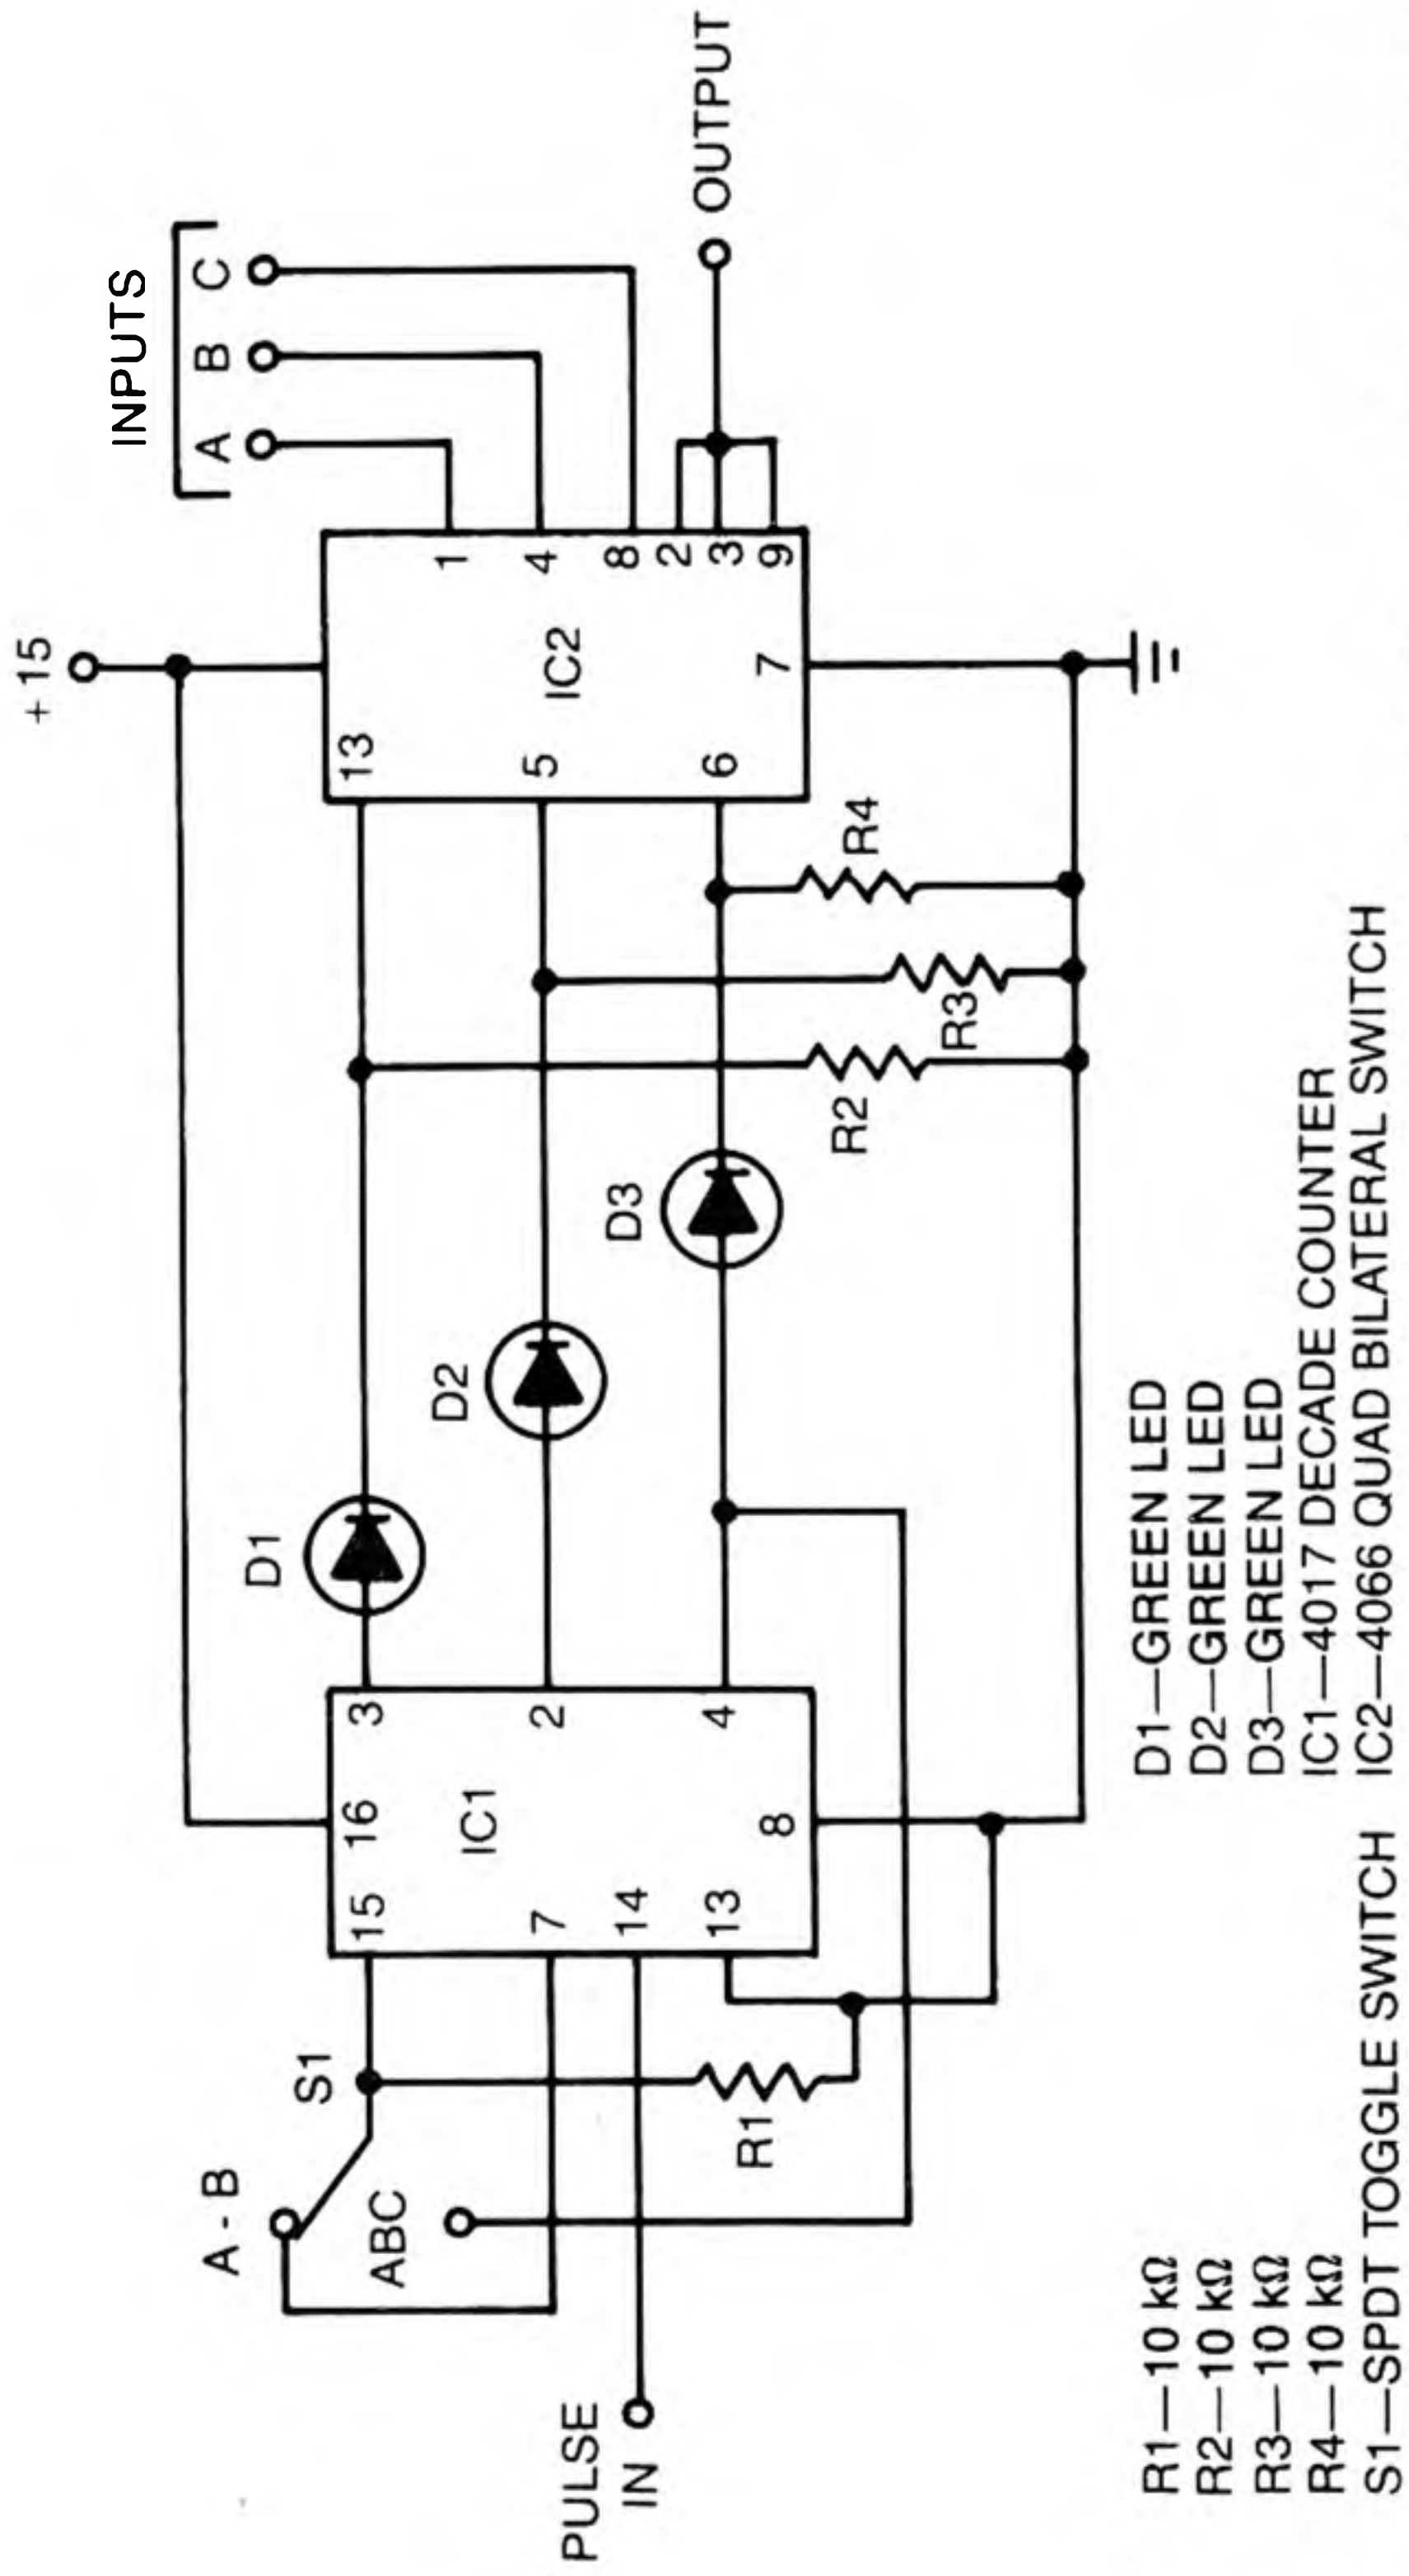 +15
INPUTS
A B C
OUTPUT
13
1
4
8
2
3
9
5
6
7
IC2
R4
R3
R2
D3
D2
D1
16
3
2
4
15
7
14
13
8
IC1
S1
A - B
ABC
R1
PULSE
IN
R1—10 kΩ
R2—10 kΩ
R3—10 kΩ
R4—10 kΩ
S1—SPDT TOGGLE SWITCH
D1—GREEN LED
D2—GREEN LED
D3—GREEN LED
IC1—4017 DECADE COUNTER
IC2—4066 QUAD BILATERAL SWITCH